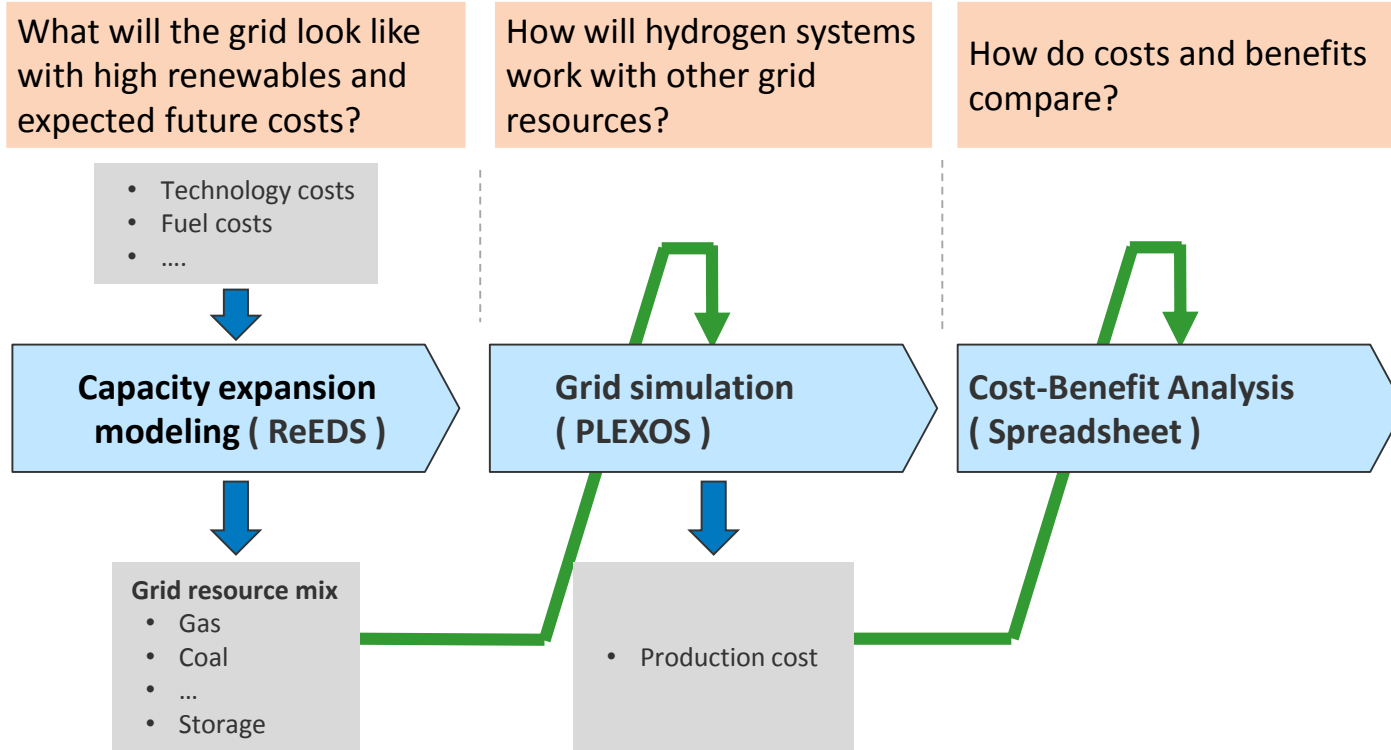 What will the grid look like
with high renewables and
expected future costs?
How will hydrogen systems
work with other grid
resources?
How do costs and benefits
compare?
• Technology costs
• Fuel costs
• ....
Capacity expansion
modeling ( ReEDS )
Grid simulation
( PLEXOS )
Cost-Benefit Analysis
( Spreadsheet )
Grid resource mix
• Gas
• Coal
• ...
• Storage
• Production cost